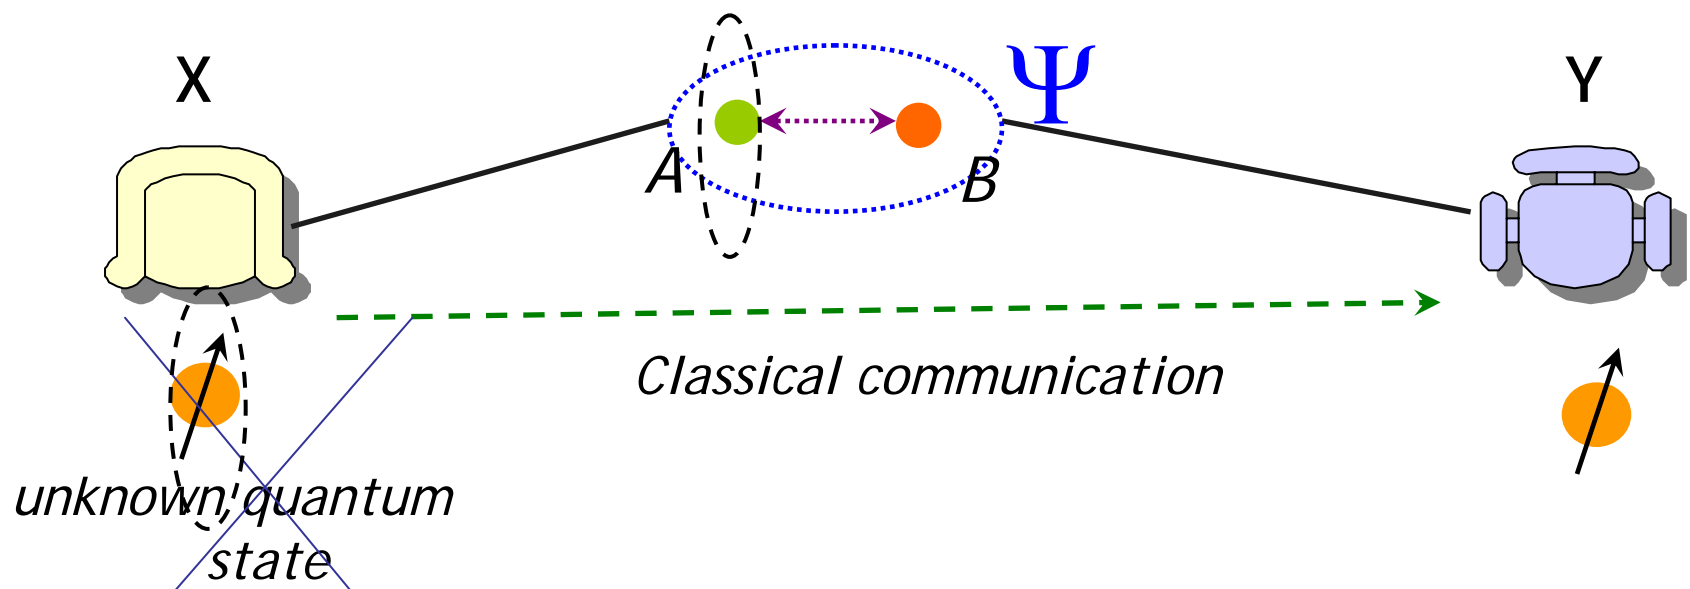 X
Ψ
Y
A
B
Classical communication
unknown quantum
state